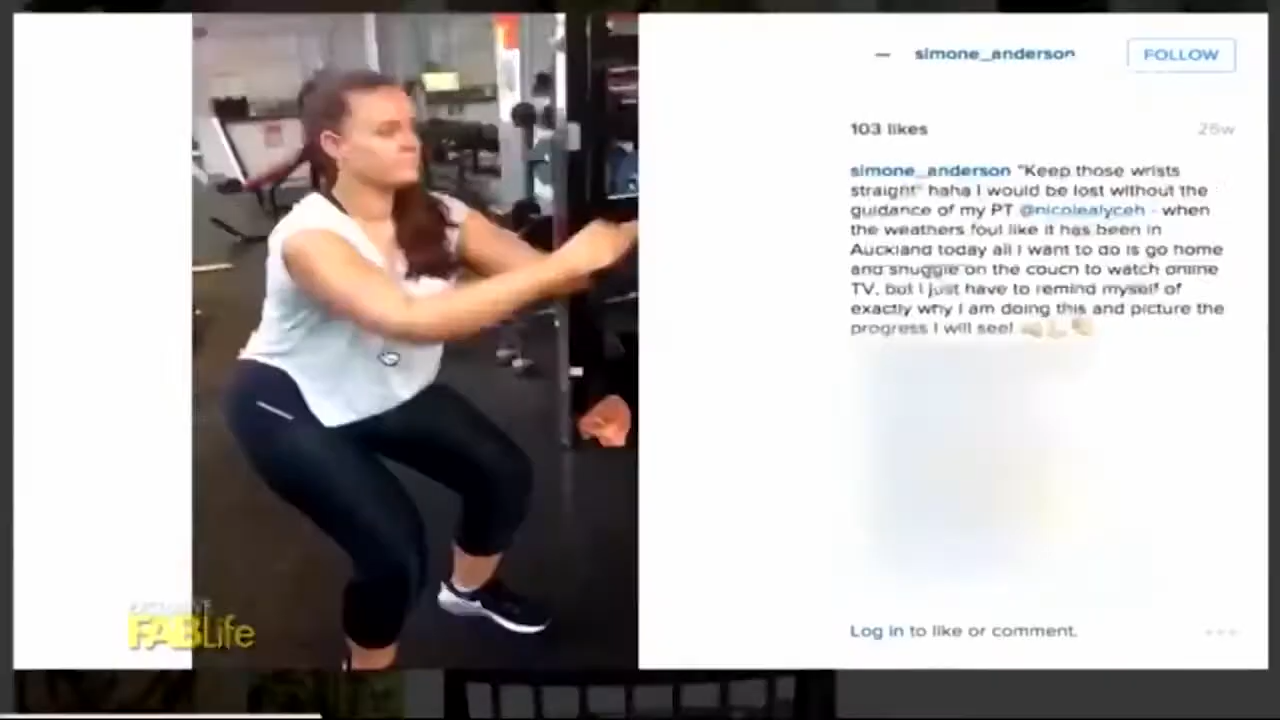 simone_anderson
FOLLOW
103 likes
26w
simone_anderson "Keep those wrists
straight" haha I would be lost without the
guidance of my PT @nicolealyceh - when
the weathers foul like it has been in
Auckland today all I want to do is go home
and snuggle on the couch to watch online
TV, but I just have to remind myself of
exactly why I am doing this and picture the
progress I will see!
Log in to like or comment.
EXCLUSIVE
FABLife